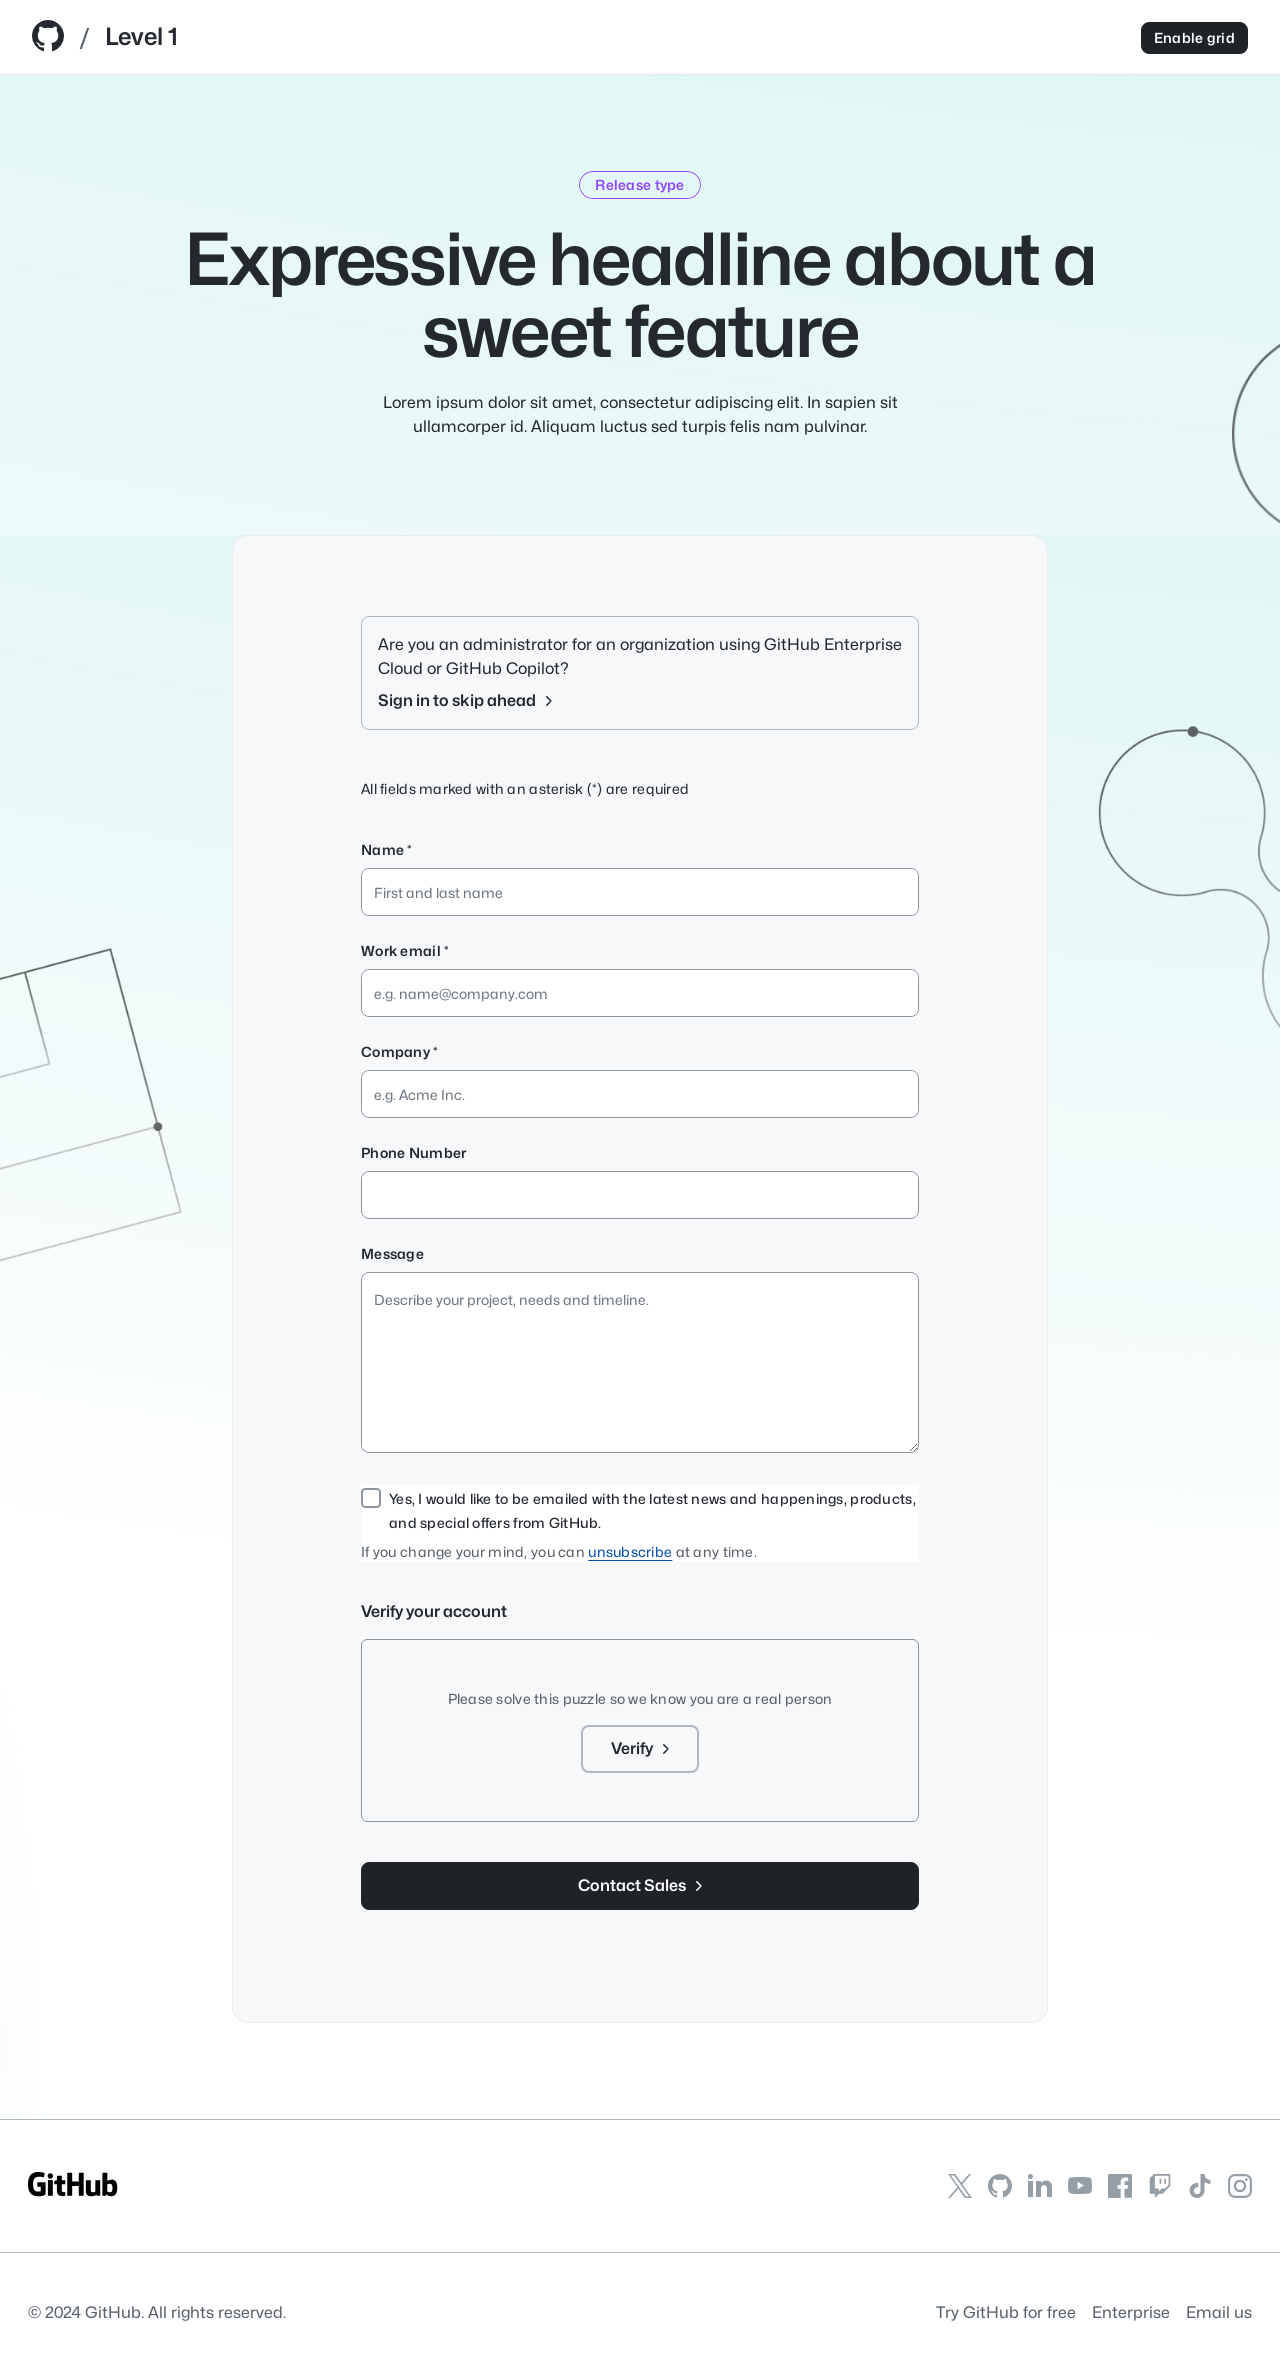 / Level 1
Enable grid
Release type
Expressive headline about a
sweet feature
Lorem ipsum dolor sit amet, consectetur adipiscing elit. In sapien sit
ullamcorper id. Aliquam luctus sed turpis felis nam pulvinar.
Are you an administrator for an organization using GitHub Enterprise
Cloud or GitHub Copilot?
Sign in to skip ahead
All fields marked with an asterisk (*) are required
Name *
First and last name
Work email *
e.g. name@company.com
Company *
e.g. Acme Inc.
Phone Number
Message
Describe your project, needs and timeline.
Yes, I would like to be emailed with the latest news and happenings, products,
and special offers from GitHub.
If you change your mind, you can unsubscribe at any time.
Verify your account
Please solve this puzzle so we know you are a real person
Verify
Contact Sales
GitHub
© 2024 GitHub. All rights reserved.
Try GitHub for free Enterprise Email us